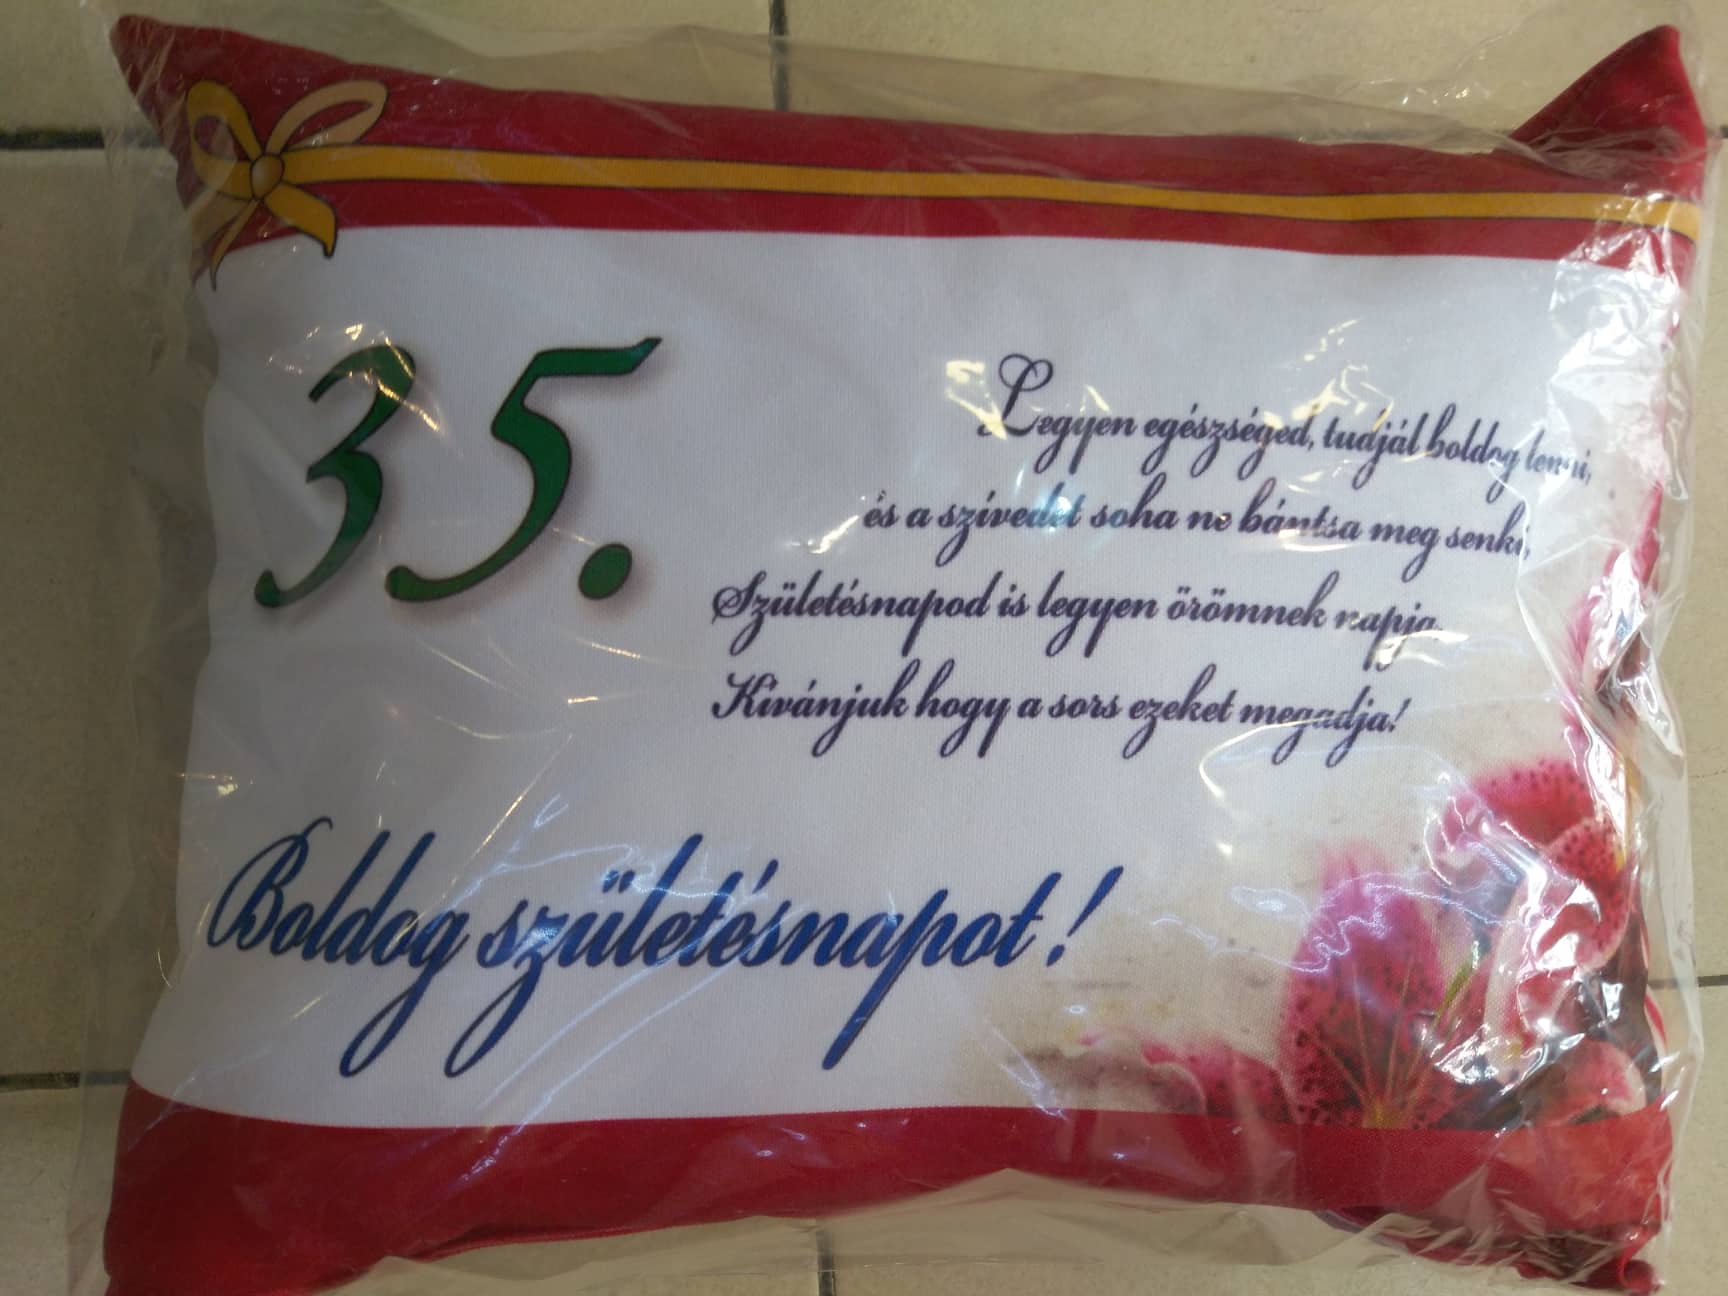 35.
Legyen egészséged, tudjál boldog lenni,
és a szívedet soha ne bántsa meg senki,
Születésnapod is legyen örömnek napja.
Kívánjuk hogy a sors ezeket megadja!
Boldog születésnapot!